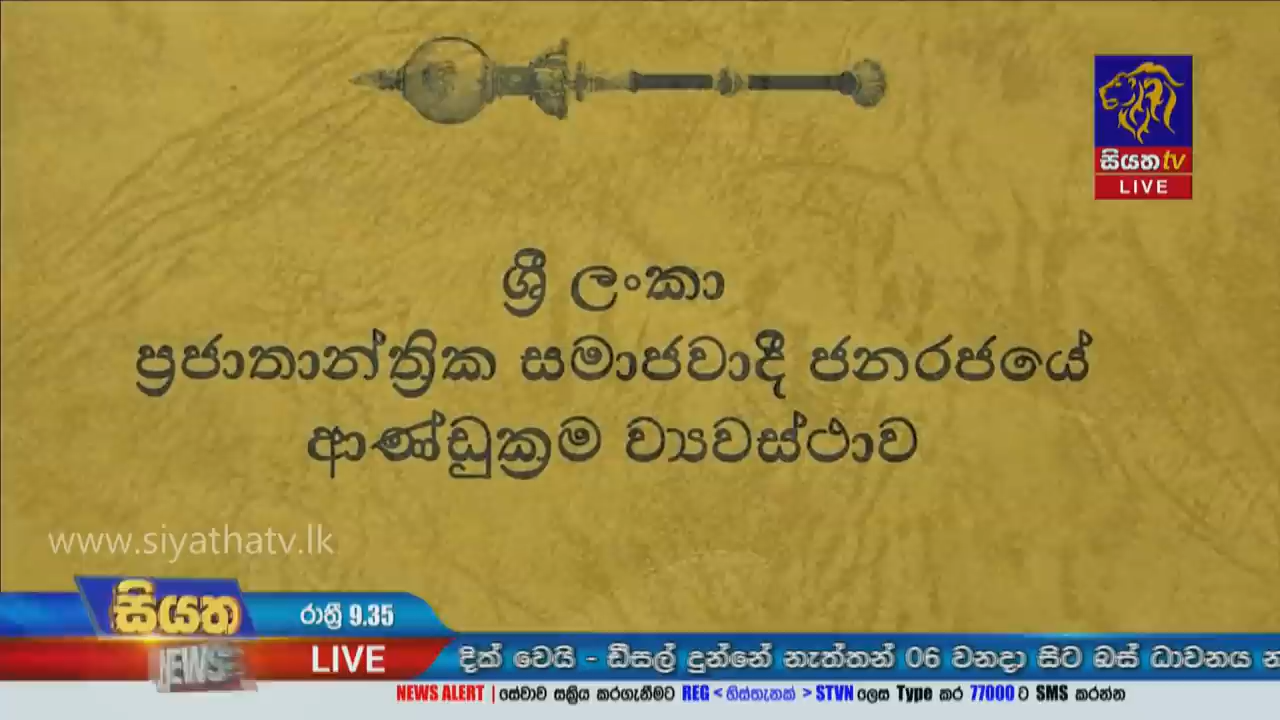 සියත tv
LIVE
ශ්‍රී ලංකා
ප්‍රජාතාන්ත්‍රික සමාජවාදී ජනරජයේ
ආණ්ඩුක්‍රම ව්‍යවස්ථාව
www.siyathatv.lk
සියත
NEWS
රාත්‍රී 9.35
LIVE
දික් වෙයි - ඩීසල් දුන්නේ නැත්තන් 06 වනදා සිට බස් ධාවනය
NEWS ALERT | සේවාව සක්‍රිය කරගැනීමට REG < හිස්තැනක් > STVN ලෙස Type කර 77000 ට SMS කරන්න